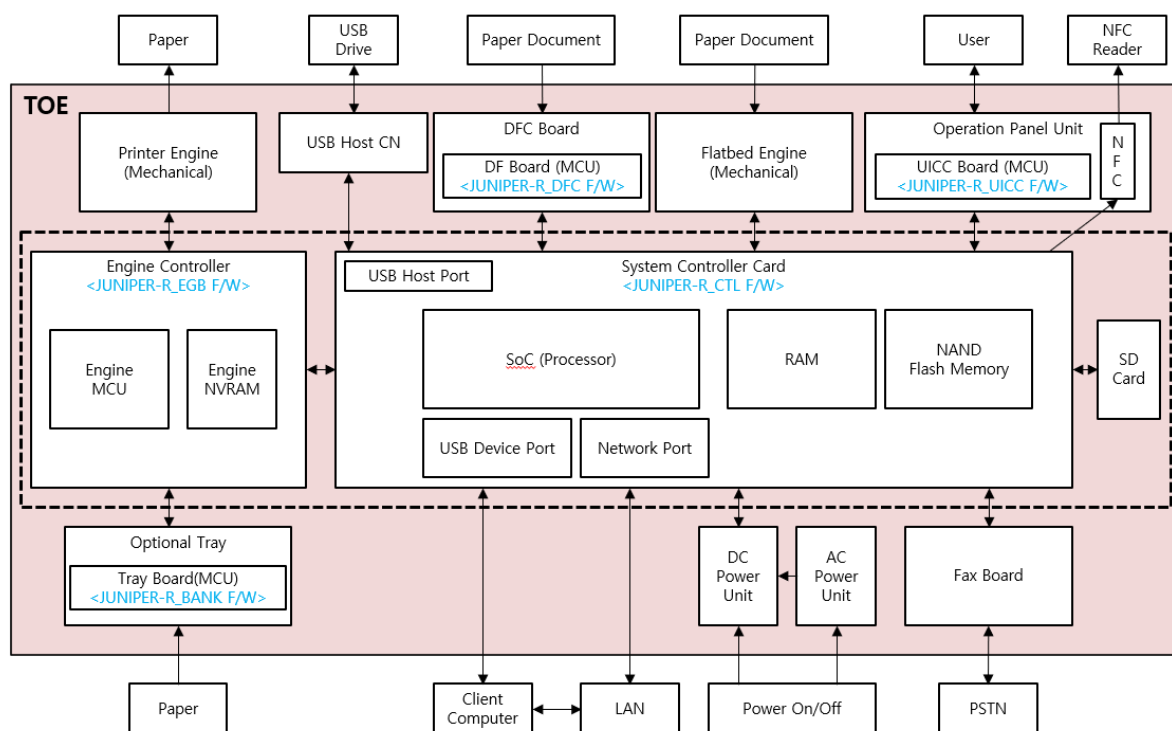 Paper
USB
Drive
Paper Document
Paper Document
User
NFC
Reader
TOE
Printer Engine
(Mechanical)
USB Host CN
DFC Board
DF Board (MCU)
<JUNIPER-R_DFC F/W>
Flatbed Engine
(Mechanical)
Operation Panel Unit
UICC Board (MCU)
<JUNIPER-R_UICC F/W>
N
F
C
Engine Controller
<JUNIPER-R_EGB F/W>
Engine
MCU
Engine
NVRAM
USB Host Port
System Controller Card
<JUNIPER-R_CTL F/W>
SoC (Processor)
RAM
NAND
Flash Memory
USB Device Port
Network Port
SD
Card
Optional Tray
Tray Board(MCU)
<JUNIPER-R_BANK F/W>
DC
Power
Unit
AC
Power
Unit
Fax Board
Paper
Client
Computer
LAN
Power On/Off
PSTN